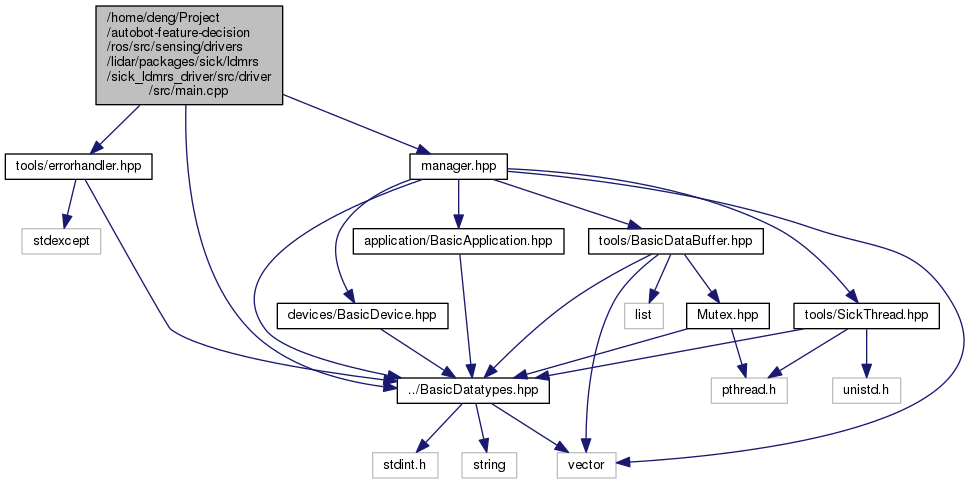 /home/deng/Project
/autobot-feature-decision
/ros/src/sensing/drivers
/lidar/packages/sick/ldmrs
/sick_ldmrs_driver/src/driver
/src/main.cpp
tools/errorhandler.hpp
manager.hpp
stdexcept
application/BasicApplication.hpp
tools/BasicDataBuffer.hpp
devices/BasicDevice.hpp
list
Mutex.hpp
tools/SickThread.hpp
../BasicDatatypes.hpp
pthread.h
unistd.h
stdint.h
string
vector